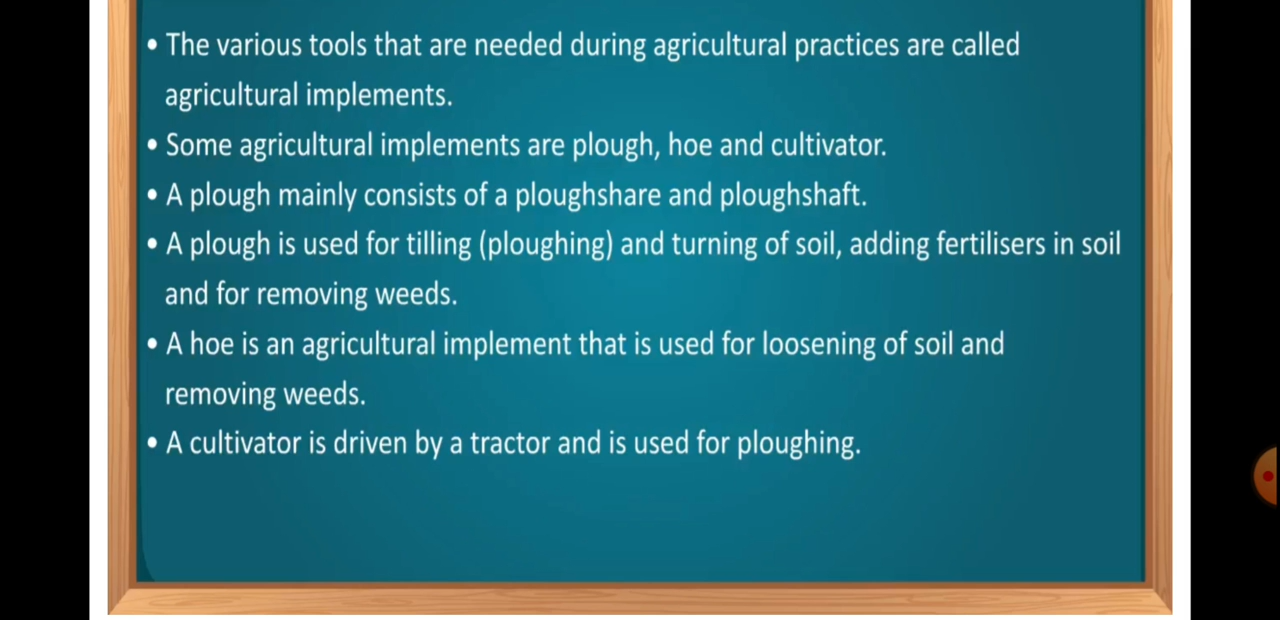 • The various tools that are needed during agricultural practices are called
agricultural implements.
• Some agricultural implements are plough, hoe and cultivator.
• A plough mainly consists of a ploughshare and ploughshaft.
• A plough is used for tilling (ploughing) and turning of soil, adding fertilisers in soil
and for removing weeds.
• A hoe is an agricultural implement that is used for loosening of soil and
removing weeds.
• A cultivator is driven by a tractor and is used for ploughing.